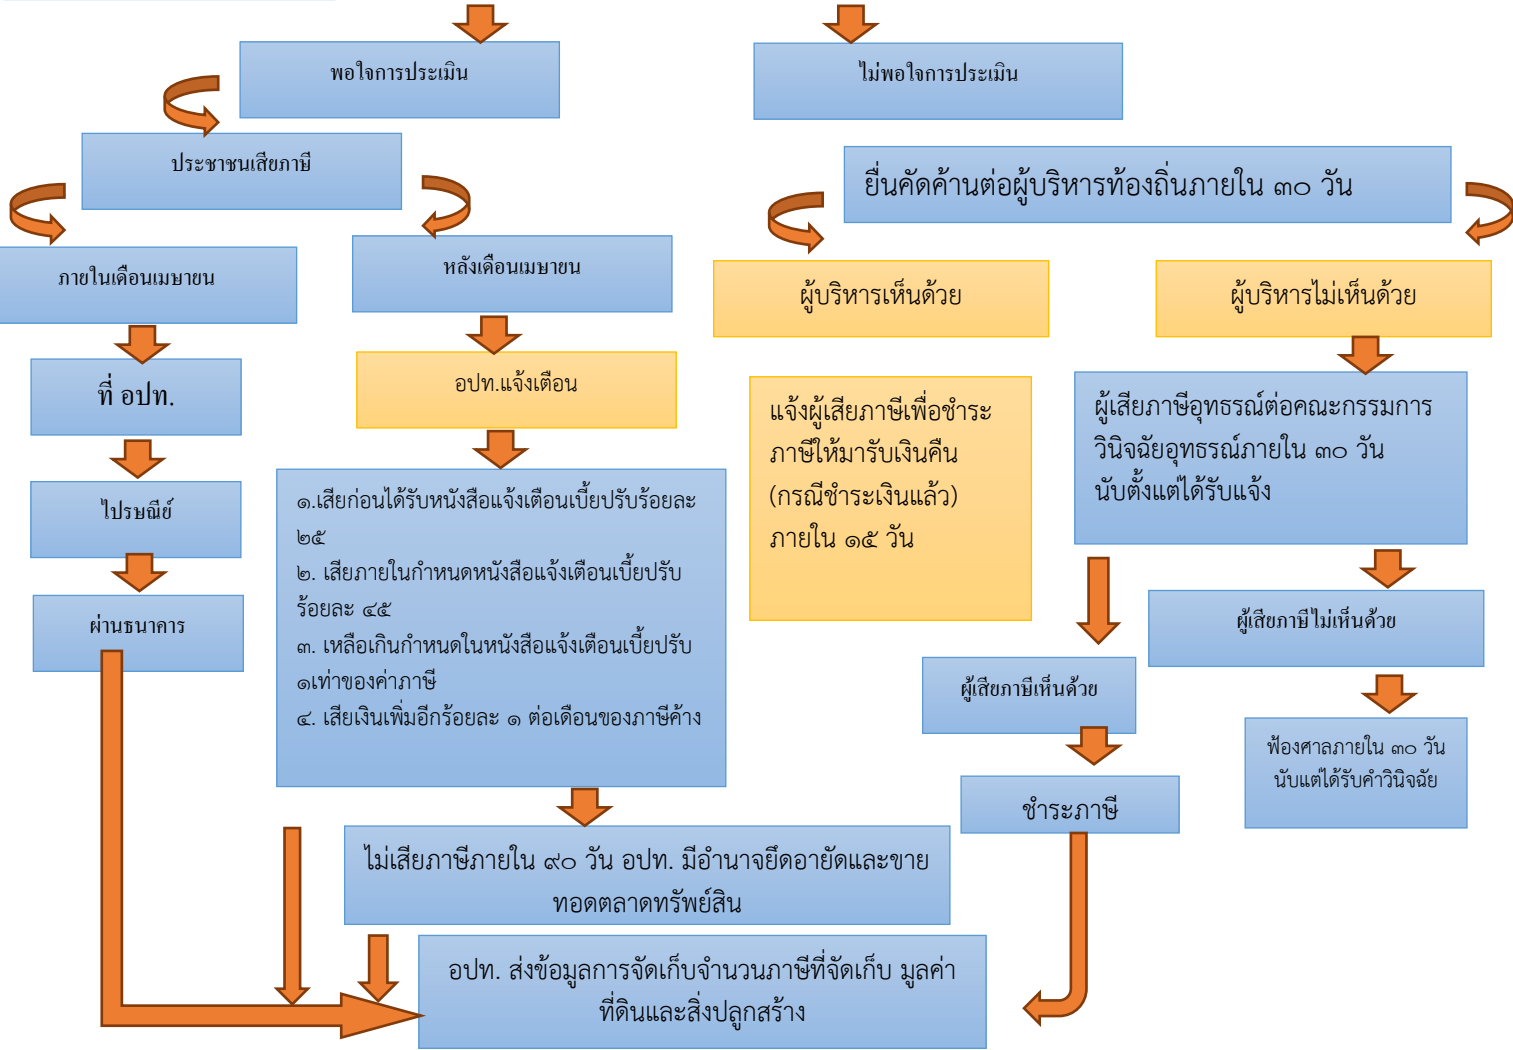 พอใจการประเมิน
ไม่พอใจการประเมิน
ประชาชนเสียภาษี
ยื่นคัดค้านต่อผู้บริหารท้องถิ่นภายใน ๓๐ วัน
ภายในเดือนเมษายน
หลังเดือนเมษายน
ผู้บริหารเห็นด้วย
ผู้บริหารไม่เห็นด้วย
ที่ อปท.
อปท.แจ้งเตือน
แจ้งผู้เสียภาษีเพื่อชำระ
ภาษีให้มารับเงินคืน
(กรณีชำระเงินแล้ว)
ภายใน ๑๕ วัน
ผู้เสียภาษีอุทธรณ์ต่อคณะกรรมการ
วินิจฉัยอุทธรณ์ภายใน ๓๐ วัน
นับตั้งแต่ได้รับแจ้ง
ไปรษณีย์
๑.เสียก่อนได้รับหนังสือแจ้งเตือนเบี้ยปรับร้อยละ
๒๕
๒. เสียภายในกำหนดหนังสือแจ้งเตือนเบี้ยปรับ
ร้อยละ ๔๕
๓. เหลือเกินกำหนดในหนังสือแจ้งเตือนเบี้ยปรับ
๑เท่าของค่าภาษี
๔. เสียเงินเพิ่มอีกร้อยละ ๑ ต่อเดือนของภาษีค้าง
ผ่านธนาคาร
ผู้เสียภาษีไม่เห็นด้วย
ผู้เสียภาษีเห็นด้วย
ฟ้องศาลภายใน ๓๐ วัน
นับแต่ได้รับคำวินิจฉัย
ชำระภาษี
ไม่เสียภาษีภายใน ๙๐ วัน อปท. มีอำนาจยึดอายัดและขาย
ทอดตลาดทรัพย์สิน
อปท. ส่งข้อมูลการจัดเก็บจำนวนภาษีที่จัดเก็บ มูลค่า
ที่ดินและสิ่งปลูกสร้าง